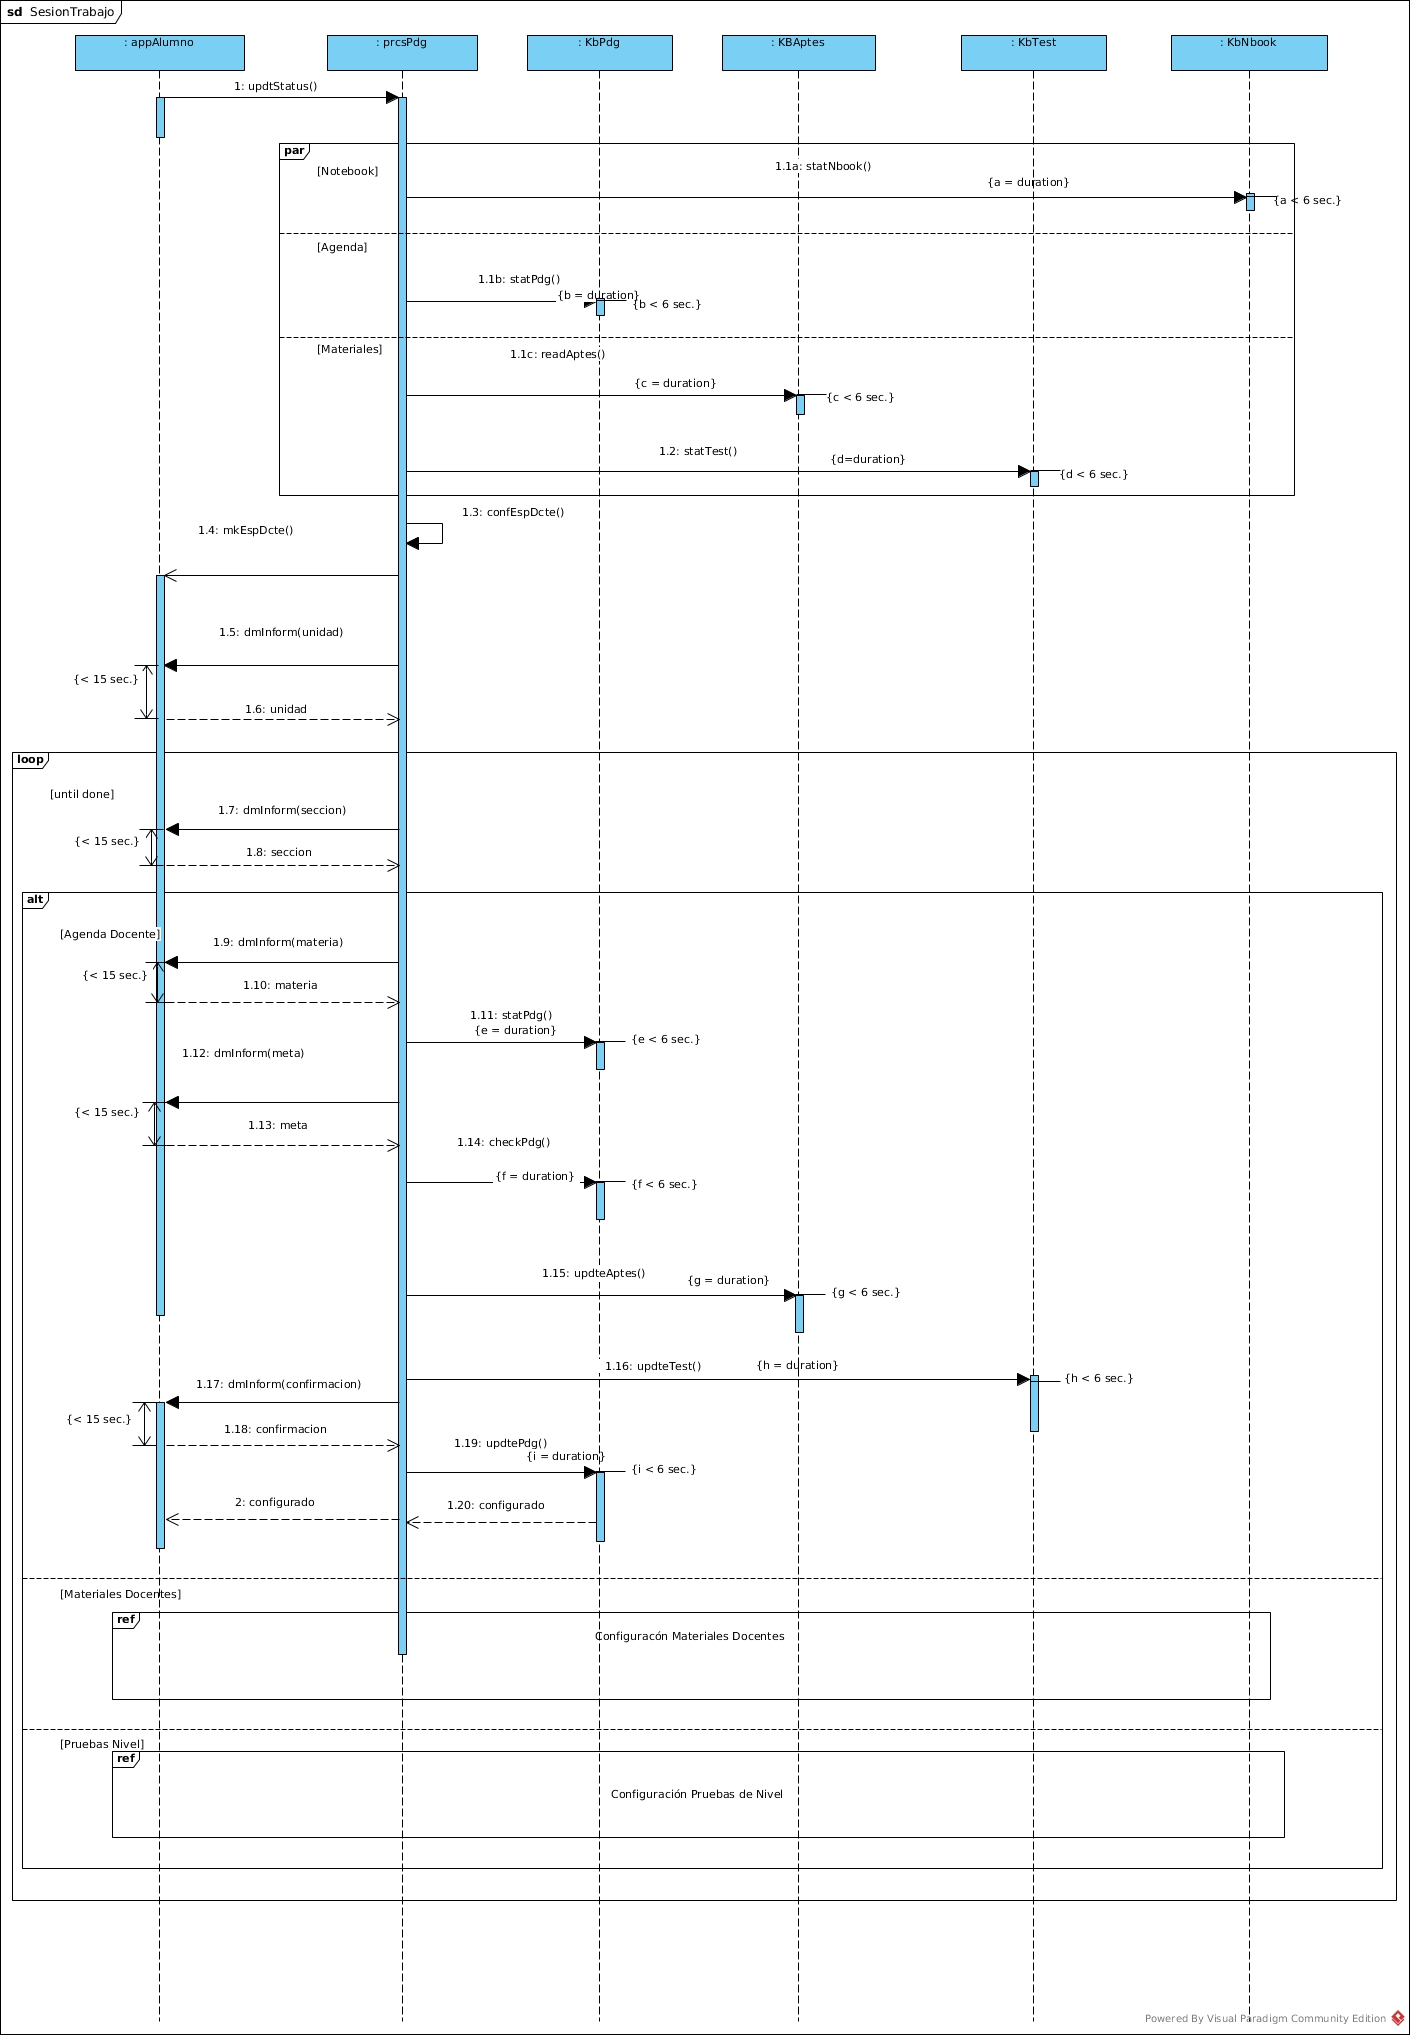 sd SesionTrabajo
: appAlumno
: prcsPdg
: KbPdg
: KBAptes
: KbTest
: KbNbook
1: updtStatus()
par
[Notebook]
1.1a: statNbook()
{a = duration}
{a < 6 sec.}
[Agenda]
1.1b: statPdg()
{b = duration}
{b < 6 sec.}
[Materiales]
1.1c: readAptes()
{c = duration}
{c < 6 sec.}
1.2: statTest()
{d=duration}
{d < 6 sec.}
1.3: confEspDcte()
1.4: mkEspDcte()
1.5: dmInform(unidad)
{< 15 sec.}
1.6: unidad
loop
[until done]
1.7: dmInform(seccion)
{< 15 sec.}
1.8: seccion
alt
[Agenda Docente]
1.9: dmInform(materia)
{< 15 sec.}
1.10: materia
1.11: statPdg()
{e = duration}
{e < 6 sec.}
1.12: dmInform(meta)
{< 15 sec.}
1.13: meta
1.14: checkPdg()
{f = duration}
{f < 6 sec.}
1.15: updteAptes()
{g = duration}
{g < 6 sec.}
1.16: updteTest()
{h = duration}
{h < 6 sec.}
1.17: dmInform(confirmacion)
{< 15 sec.}
1.18: confirmacion
1.19: updtePdg()
{i = duration}
{i < 6 sec.}
2: configurado
1.20: configurado
[Materiales Docentes]
ref
Configuracón Materiales Docentes
[Pruebas Nivel]
ref
Configuración Pruebas de Nivel
Powered By Visual Paradigm Community Edition